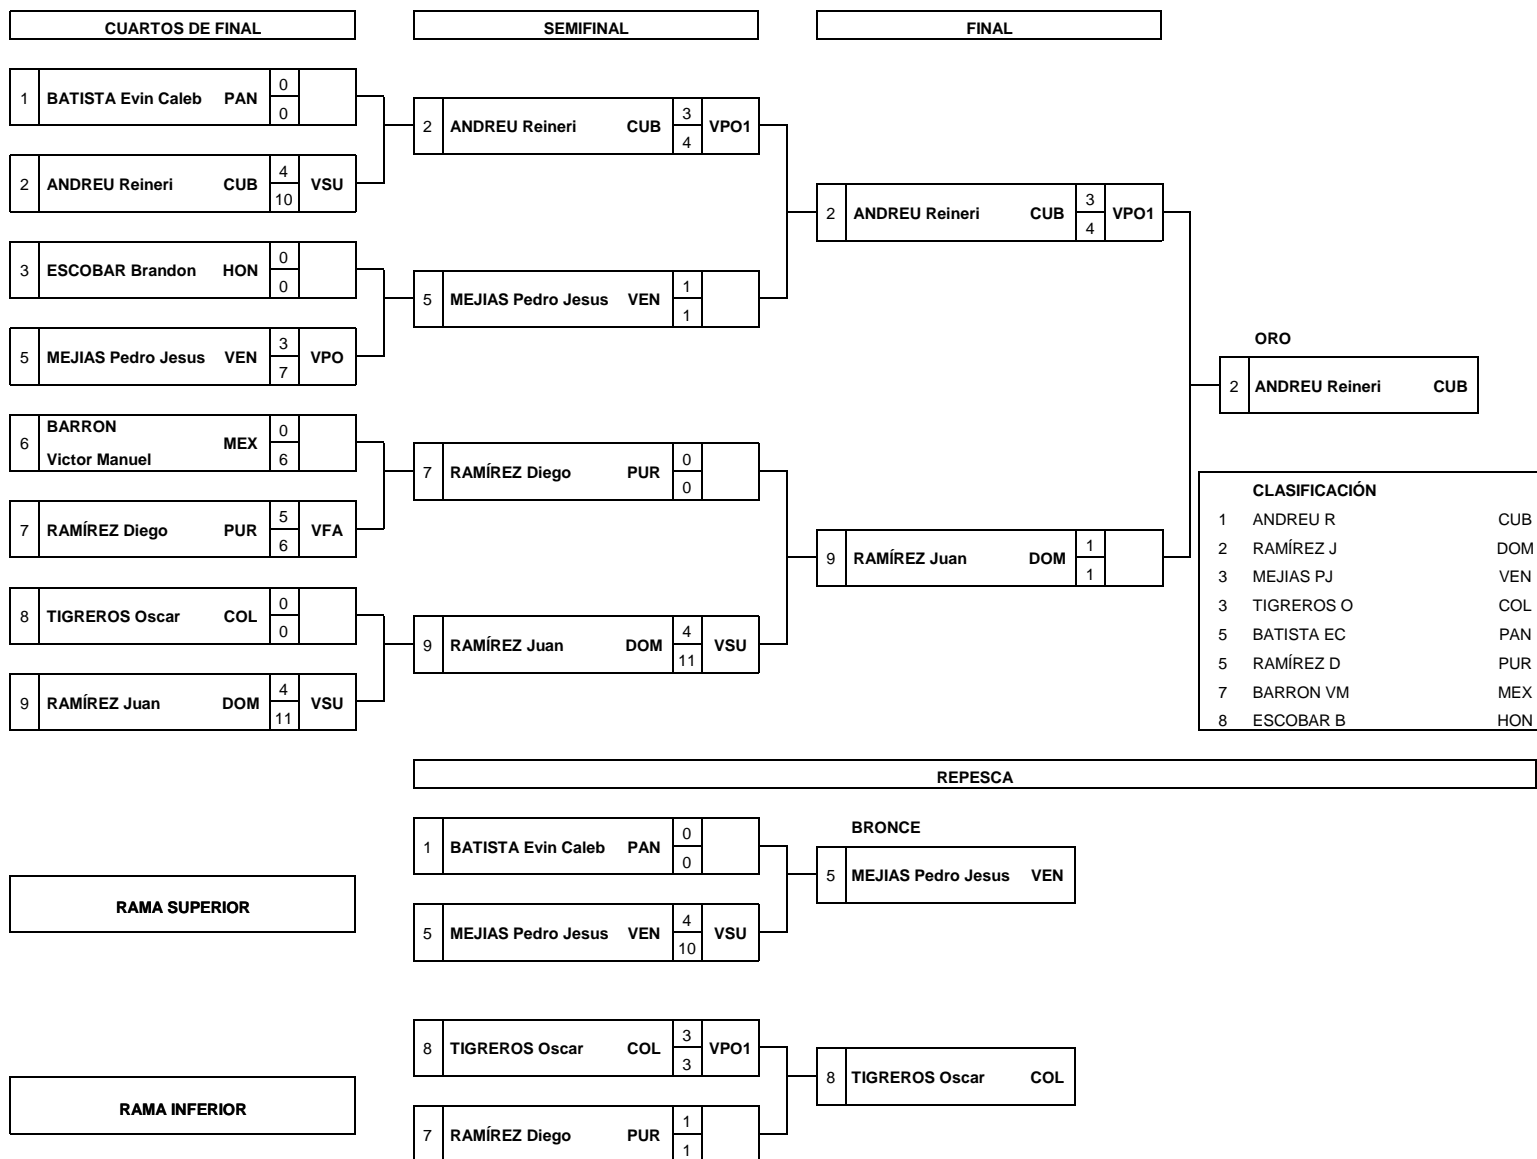 CUARTOS DE FINAL
SEMIFINAL
FINAL
1 BATISTA Evin Caleb PAN 0 0
2 ANDREU Reineri CUB 4 10 VSU
3 ESCOBAR Brandon HON 0 0
5 MEJIAS Pedro Jesus VEN 3 7 VPO
6 BARRON
Victor Manuel MEX 0 6
7 RAMÍREZ Diego PUR 5 6 VFA
8 TIGREROS Oscar COL 0 0
9 RAMÍREZ Juan DOM 4 11 VSU
2 ANDREU Reineri CUB 3 4 VPO1
5 MEJIAS Pedro Jesus VEN 1 1
7 RAMÍREZ Diego PUR 0 0
9 RAMÍREZ Juan DOM 4 11 VSU
2 ANDREU Reineri CUB 3 4 VPO1
9 RAMÍREZ Juan DOM 1 1
ORO
2 ANDREU Reineri CUB
CLASIFICACIÓN
1 ANDREU R CUB
2 RAMÍREZ J DOM
3 MEJIAS PJ VEN
3 TIGREROS O COL
5 BATISTA EC PAN
5 RAMÍREZ D PUR
7 BARRON VM MEX
8 ESCOBAR B HON
REPESCA
RAMA SUPERIOR
1 BATISTA Evin Caleb PAN 0 0
5 MEJIAS Pedro Jesus VEN 4 10 VSU
BRONCE
5 MEJIAS Pedro Jesus VEN
RAMA INFERIOR
8 TIGREROS Oscar COL 3 3 VPO1
7 RAMÍREZ Diego PUR 1 1
8 TIGREROS Oscar COL